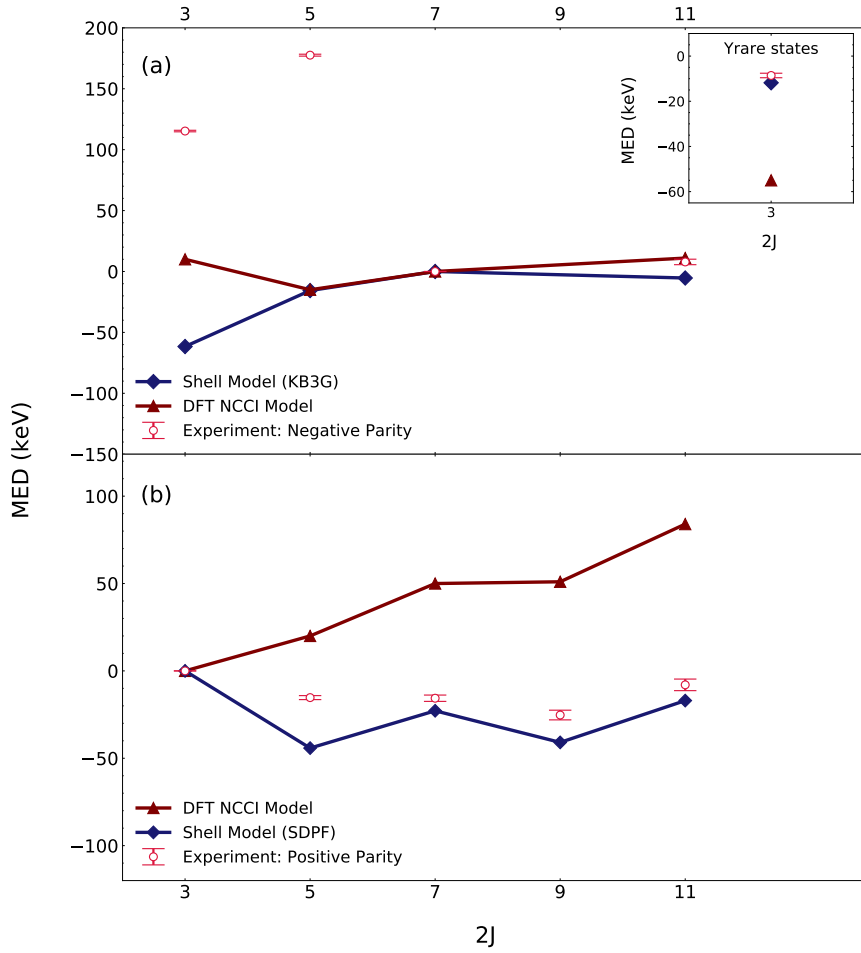 3 5 7 11
200
150
100
50
0
−50
−100
−150
(a)
Shell Model (KB3G)
DFT NCCI Model
Experiment: Negative Parity
Yrare states
0
−20
−40
−60
MED (keV)
3
2J
MED (keV)
(b)
100
50
0
−50
−100
DFT NCCI Model
Shell Model (SDPF)
Experiment: Positive Parity
3 5 7 9 11
2J